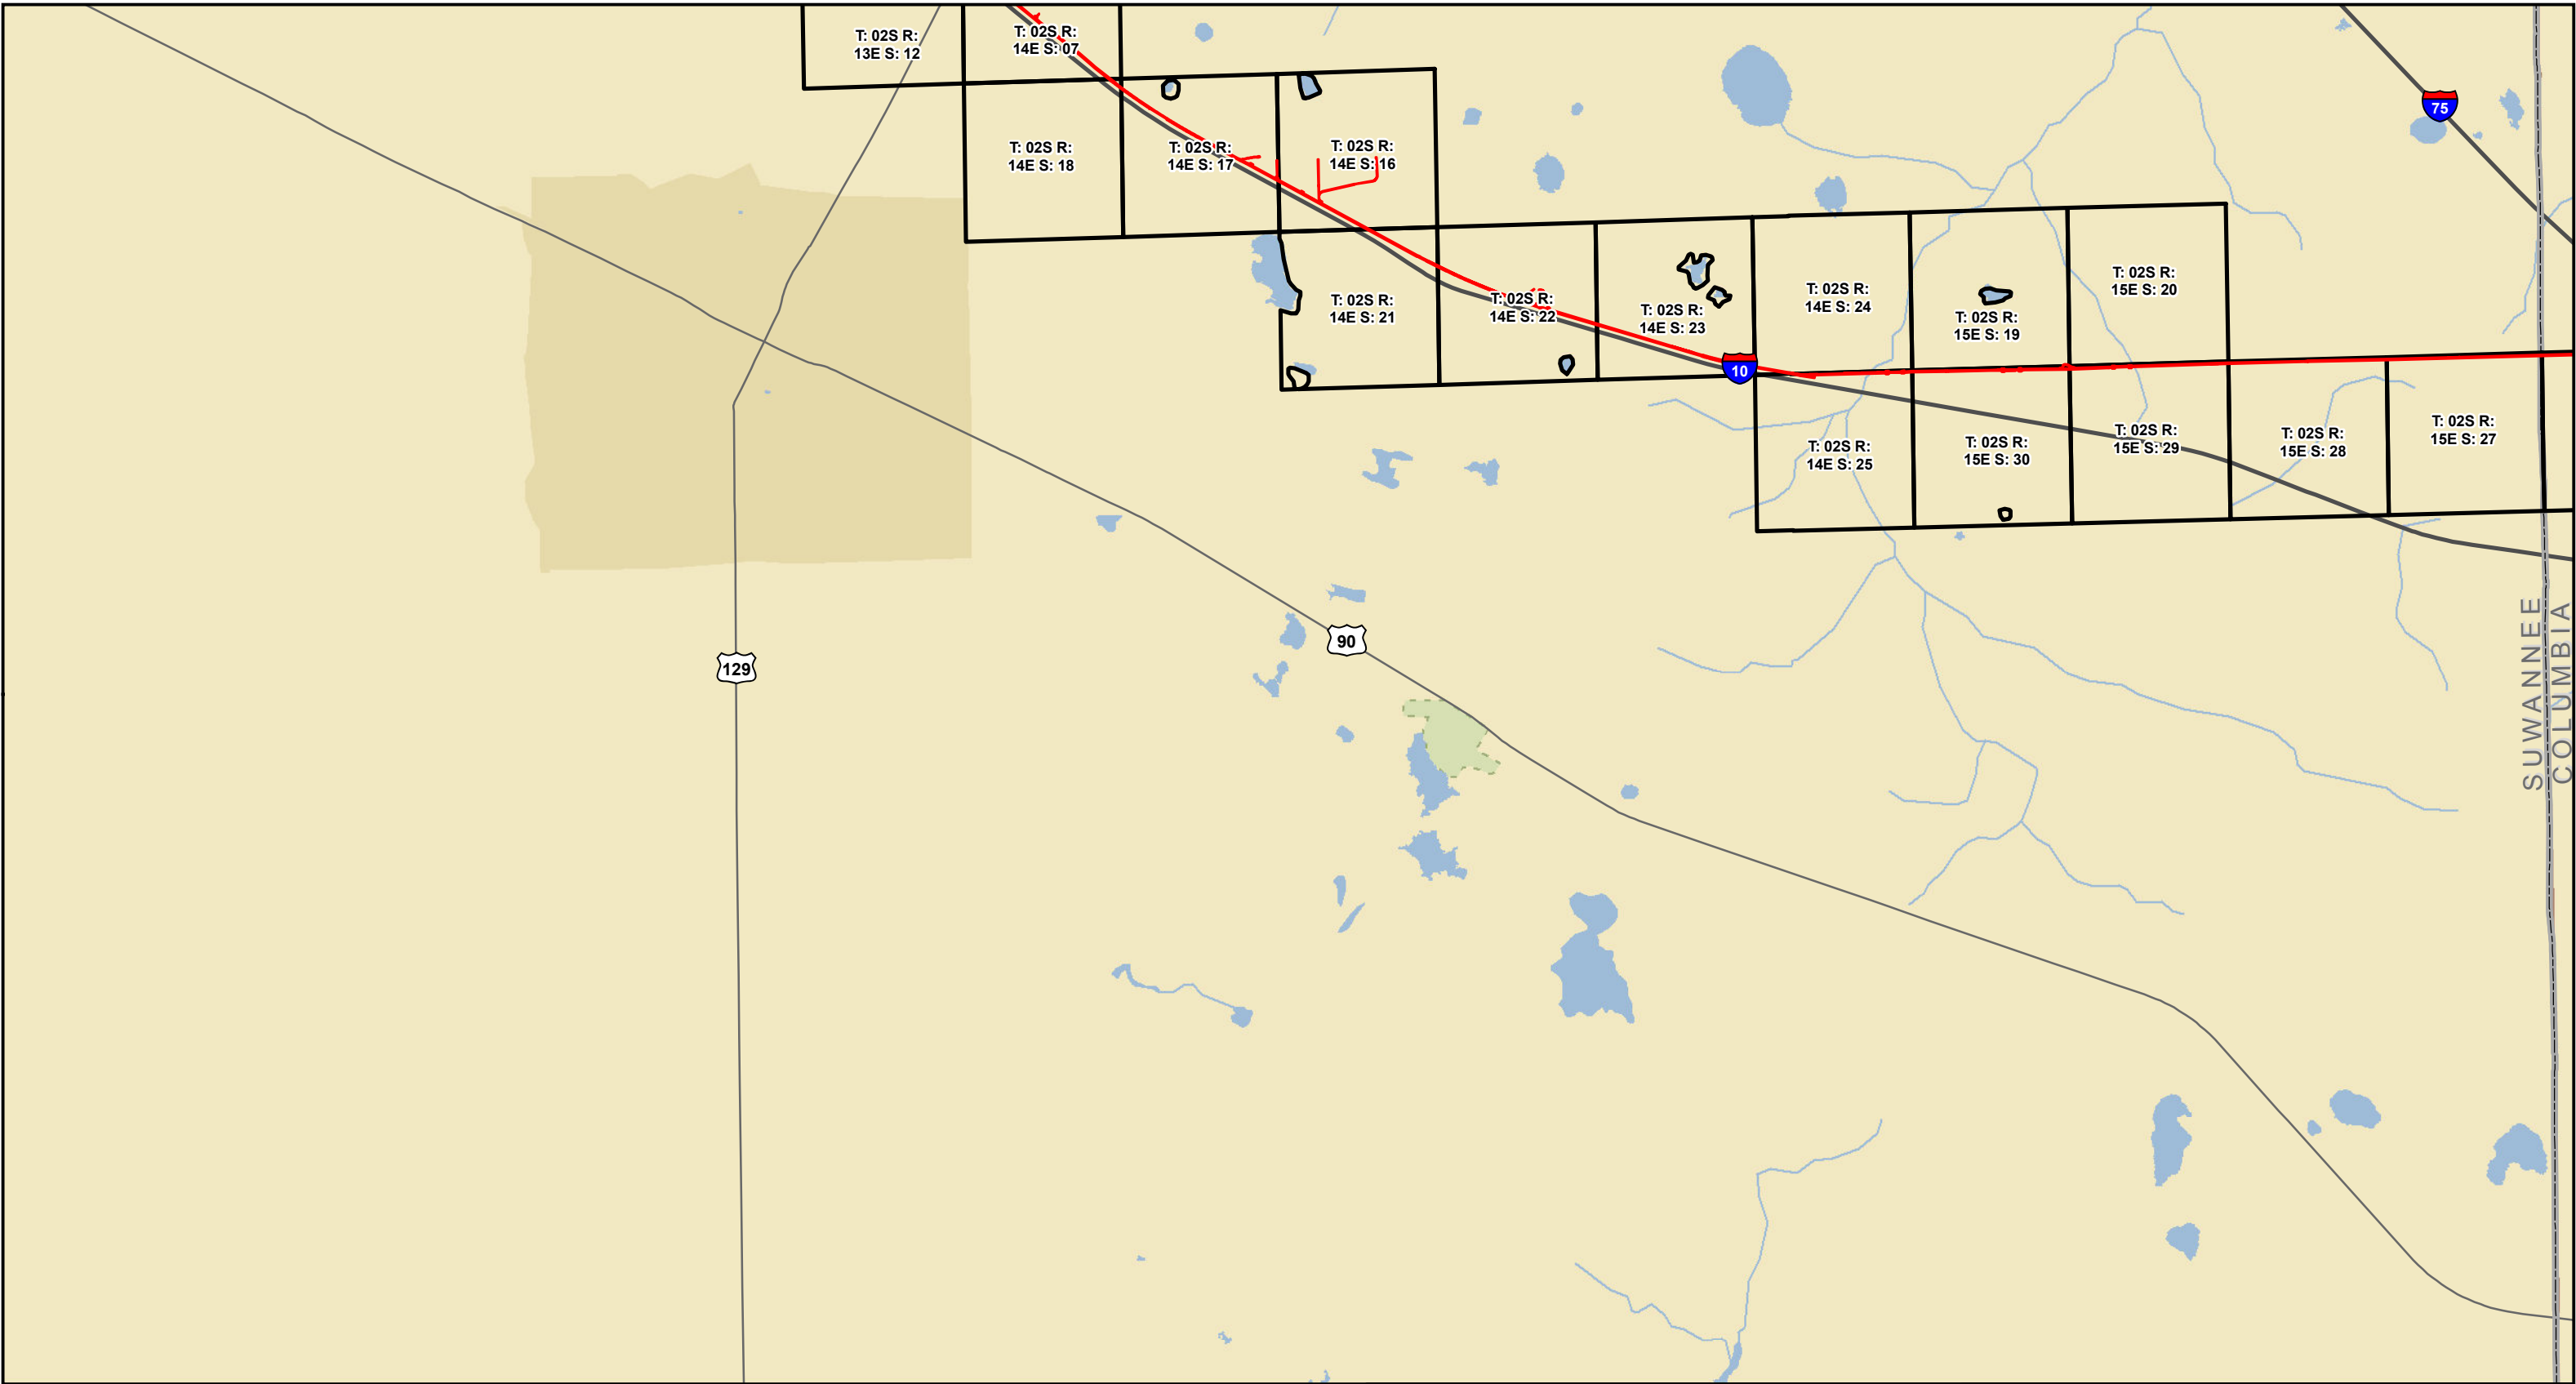 T: 02S R:
13E S: 12
T: 02S R:
14E S: 07
75
T: 02S R:
14E S: 18
T: 02S R:
14E S: 17
T: 02S R:
14E S: 16
T: 02S R:
14E S: 21
T: 02S R:
14E S: 22
T: 02S R:
14E S: 23
T: 02S R:
14E S: 24
T: 02S R:
15E S: 19
T: 02S R:
15E S: 20
10
T: 02S R:
14E S: 25
T: 02S R:
15E S: 30
T: 02S R:
15E S: 29
T: 02S R:
15E S: 28
T: 02S R:
15E S: 27
90
129
SUWANNEE
COLUMBIA